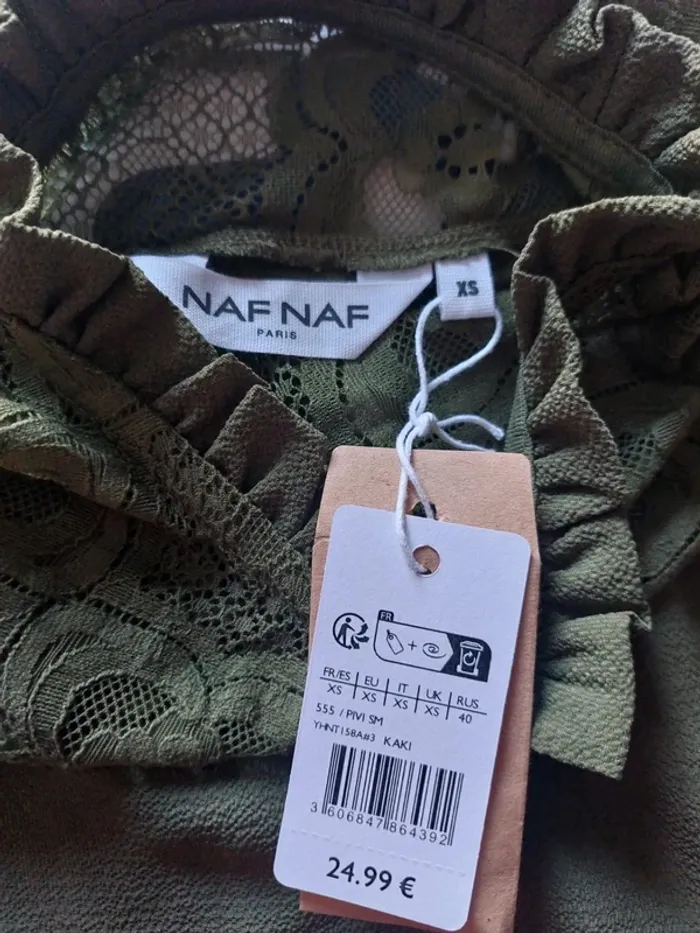 NAF NAF
PARIS
XS
FR
FR/ES EU IT UK RUS
XS XS XS XS 40
555 / PIVI SM
YHNT158A#3 KAKI
3 606847 864392
24.99 €